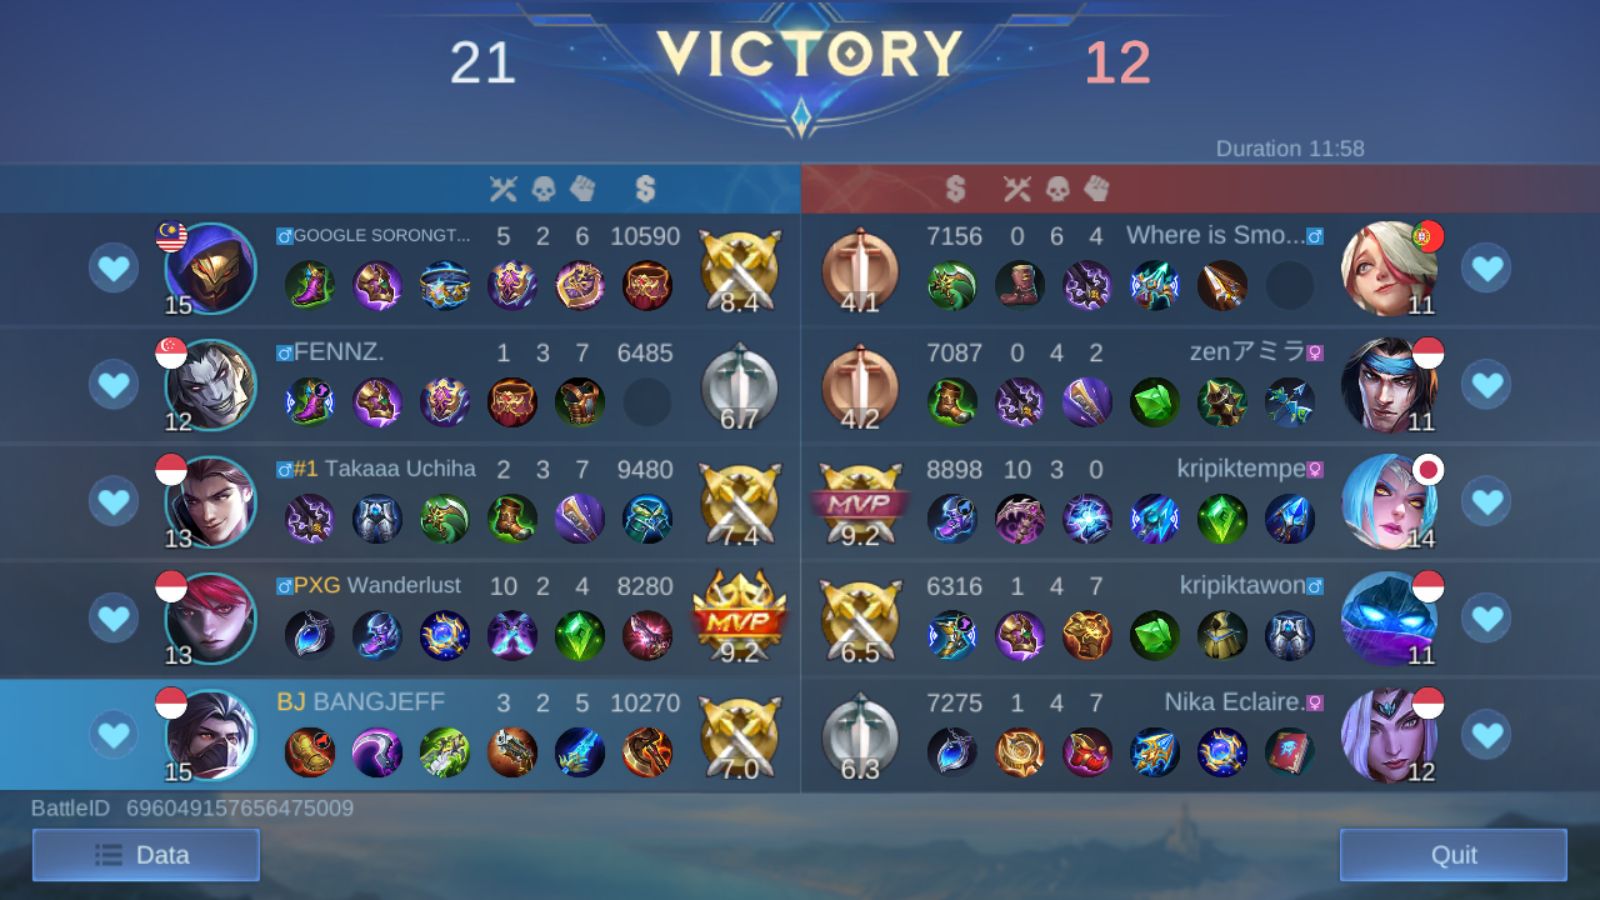 21 VICTORY 12
Duration 11:58
GOOGLE SORONGT... 5 2 6 10590
15 8.4
4.1 7156 0 6 4 Where is Smo...
11
FENNZ. 1 3 7 6485
12 6.7
4.2 7087 0 4 2 zenアミラ
11
#1 Takaaa Uchiha 2 3 7 9480
13 7.4
MVP 9.2 8898 10 3 0 kripiktempe
14
PXG Wanderlust 10 2 4 8280
13 MVP 9.2
6.5 6316 1 4 7 kripiktawon
11
BJ BANGJEFF 3 2 5 10270
15 7.0
6.3 7275 1 4 7 Nika Eclaire.
12
BattleID 696049157656475009
Data
Quit